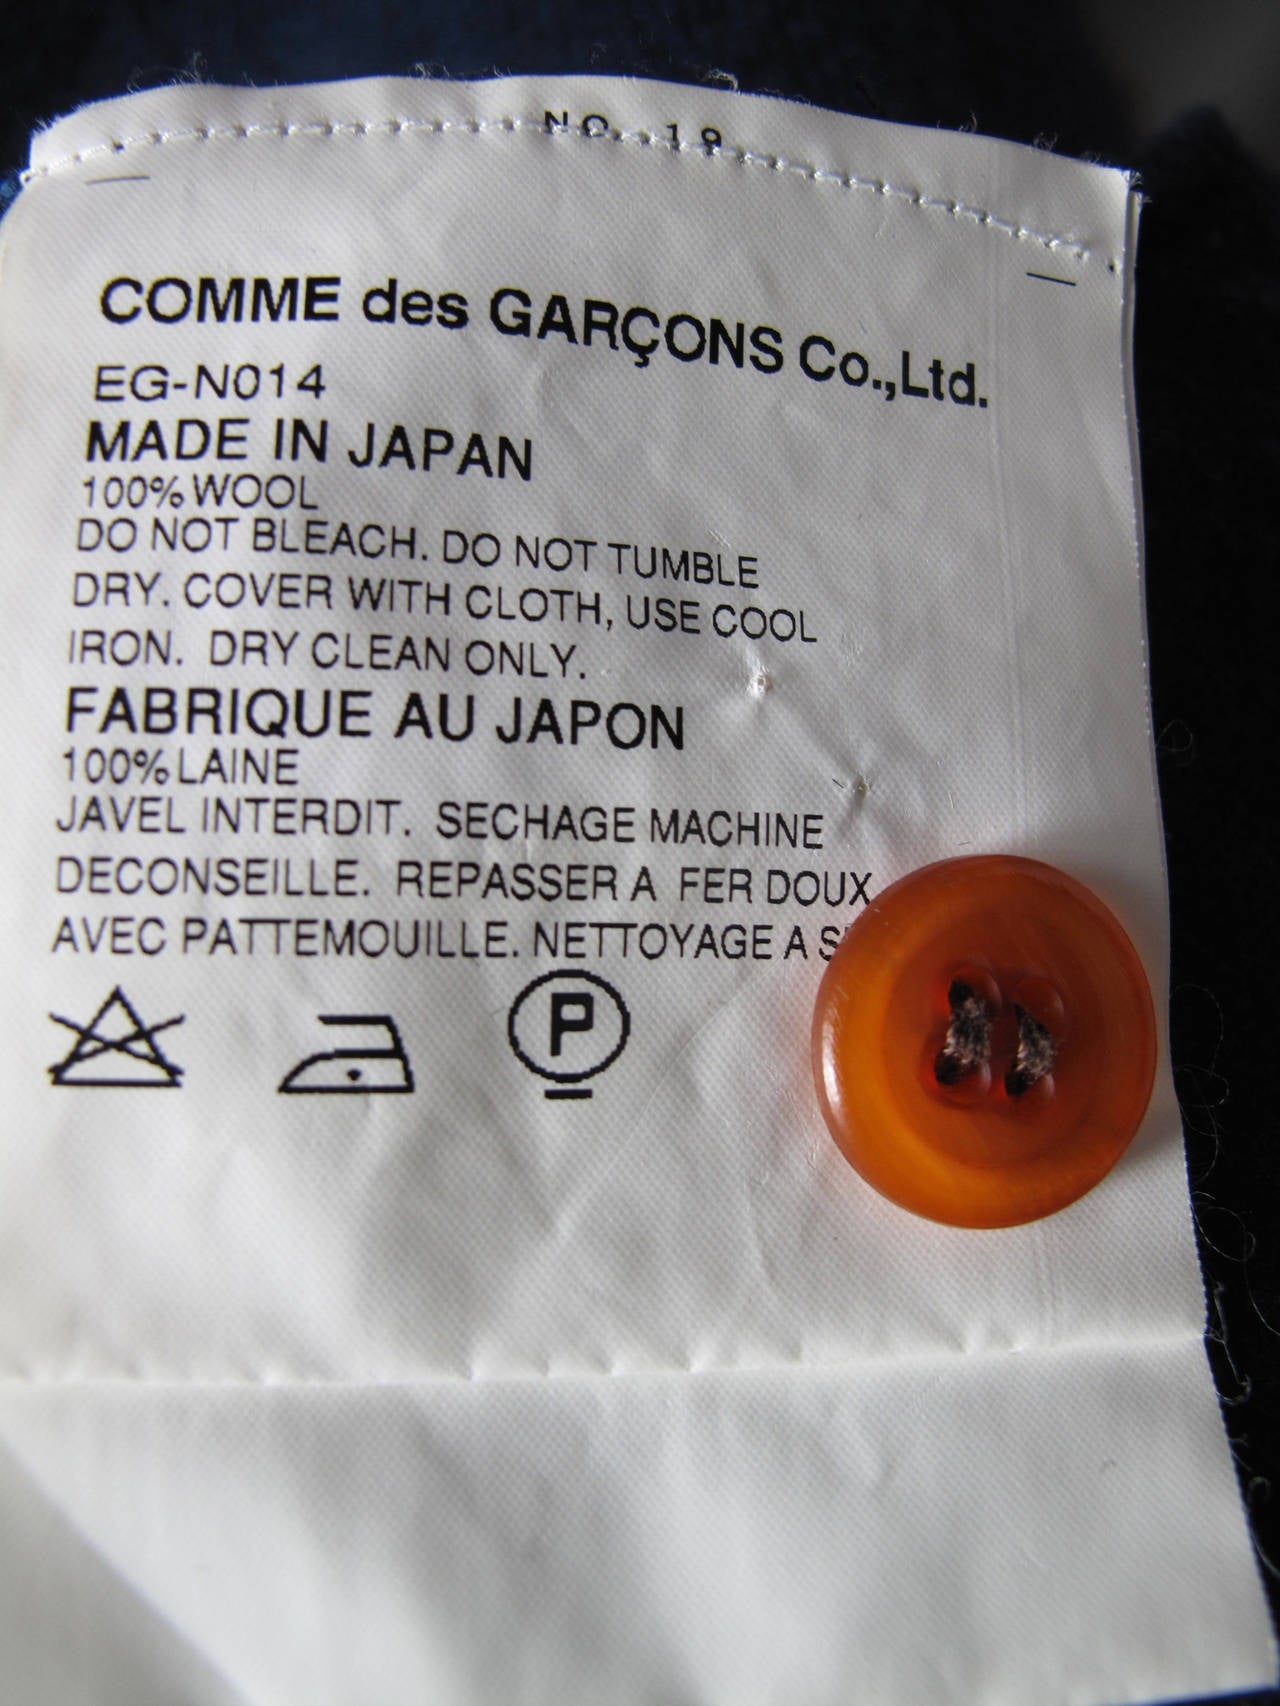 NO. 19
COMME des GARÇONS Co.,Ltd.
EG-N014
MADE IN JAPAN
100% WOOL
DO NOT BLEACH. DO NOT TUMBLE
DRY. COVER WITH CLOTH, USE COOL
IRON. DRY CLEAN ONLY.
FABRIQUE AU JAPON
100% LAINE
JAVEL INTERDIT. SECHAGE MACHINE
DECONSEILLE. REPASSER A FER DOUX
AVEC PATTEMOUILLE. NETTOYAGE A
P